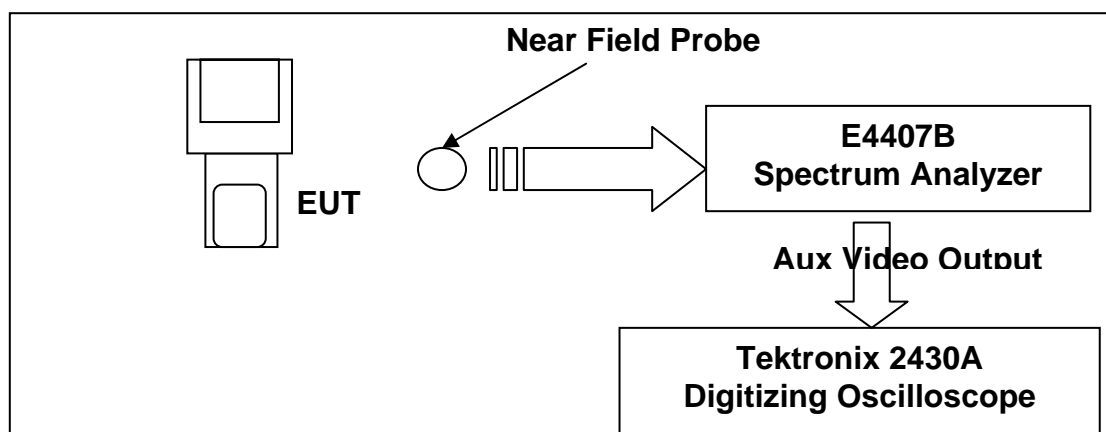 Near Field Probe
E4407B
Spectrum Analyzer
EUT
Aux Video Output
Tektronix 2430A
Digitizing Oscilloscope